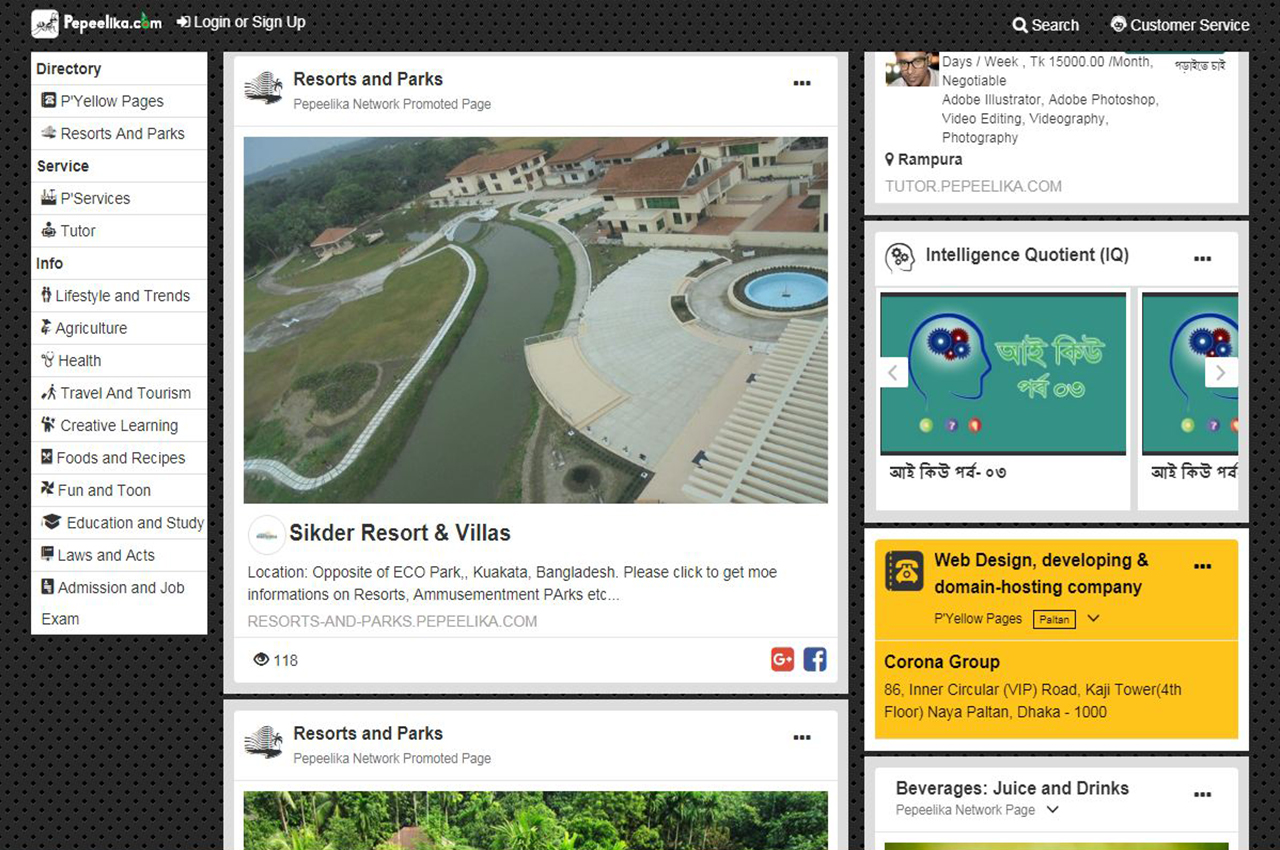 Pepeelika.com
Login or Sign Up
Search
Customer Service
Directory
P'Yellow Pages
Resorts And Parks
Service
P'Services
Tutor
Info
Lifestyle and Trends
Agriculture
Health
Travel And Tourism
Creative Learning
Foods and Recipes
Fun and Toon
Education and Study
Laws and Acts
Admission and Job
Exam
Resorts and Parks
Pepeelika Network Promoted Page
Sikder Resort & Villas
Location: Opposite of ECO Park,, Kuakata, Bangladesh. Please click to get moe
informations on Resorts, Ammusementment PArks etc...
RESORTS-AND-PARKS.PEPEELIKA.COM
118
Resorts and Parks
Pepeelika Network Promoted Page
Days / Week , Tk 15000.00 /Month,
Negotiable
পড়াইতে চাই
Adobe Illustrator, Adobe Photoshop,
Video Editing, Videography,
Photography
Rampura
TUTOR.PEPEELIKA.COM
Intelligence Quotient (IQ)
আই কিউ
পর্ব ০৩
আই কিউ পর্ব- ০৩
আই কিউ পর্ব
Web Design, developing &
domain-hosting company
P'Yellow Pages Paltan
Corona Group
86, Inner Circular (VIP) Road, Kaji Tower(4th
Floor) Naya Paltan, Dhaka - 1000
Beverages: Juice and Drinks
Pepeelika Network Page